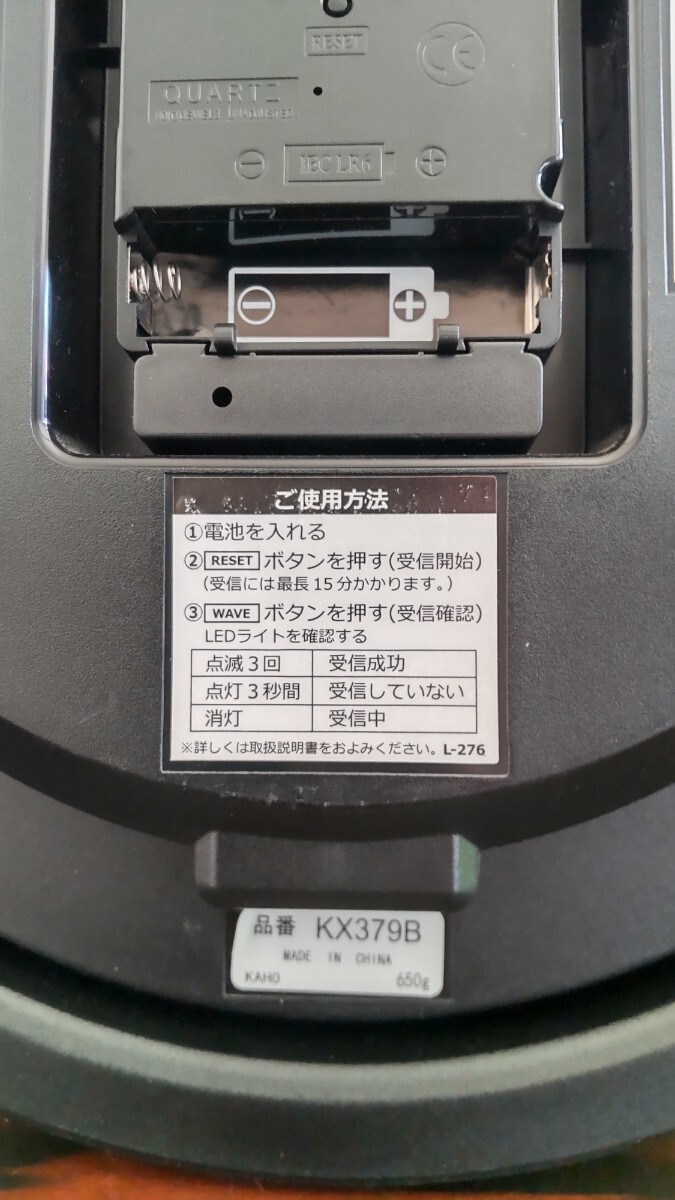 RESET
CE
QUARTZ
IEC LR6
ご使用方法
①電池を入れる
②RESETボタンを押す(受信開始)
(受信には最長15分かかります。)
③WAVEボタンを押す(受信確認)
LEDライトを確認する
点滅3回 受信成功
点灯3秒間 受信していない
消灯 受信中
※詳しくは取扱説明書をおよみください。L-276
品番 KX379B
MADE IN CHINA
KAHO 650g